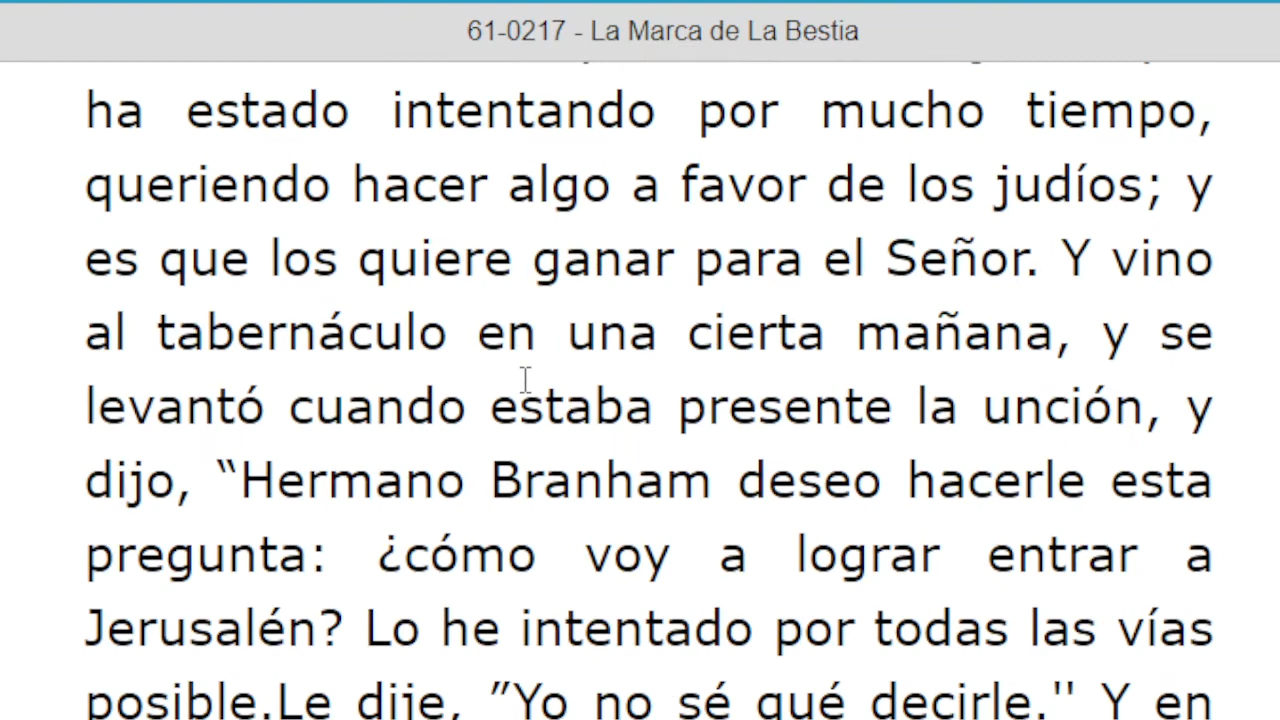 61-0217 - La Marca de La Bestia
ha estado intentando por mucho tiempo,
queriendo hacer algo a favor de los judíos; y
es que los quiere ganar para el Señor. Y vino
al tabernáculo en una cierta mañana, y se
levantó cuando estaba presente la unción, y
dijo, “Hermano Branham deseo hacerle esta
pregunta: ¿cómo voy a lograr entrar a
Jerusalén? Lo he intentado por todas las vías
posible.Le dije, ”Yo no sé qué decirle." Y en